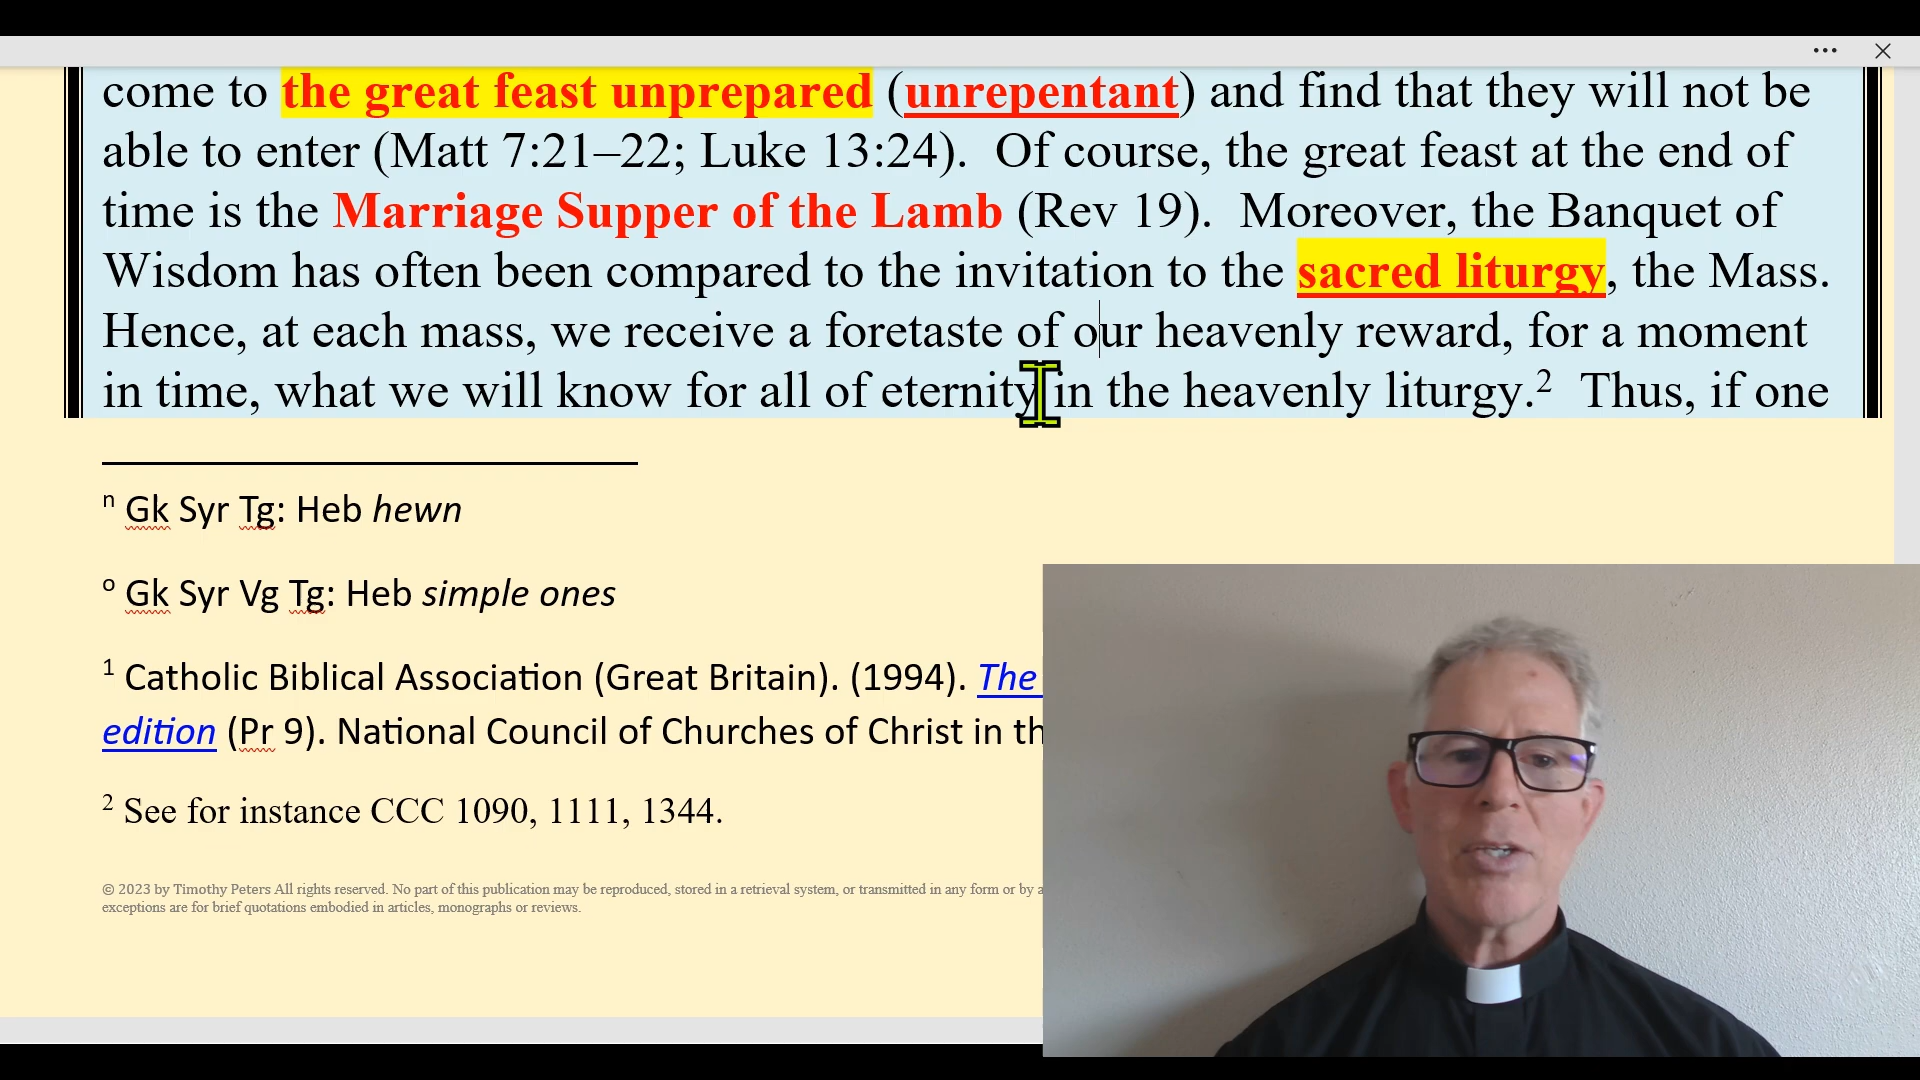 come to the great feast unprepared (unrepentant) and find that they will not be
able to enter (Matt 7:21–22; Luke 13:24).  Of course, the great feast at the end of
time is the Marriage Supper of the Lamb (Rev 19).  Moreover, the Banquet of
Wisdom has often been compared to the invitation to the sacred liturgy, the Mass.
Hence, at each mass, we receive a foretaste of our heavenly reward, for a moment
in time, what we will know for all of eternity in the heavenly liturgy.²  Thus, if one
ⁿ Gk Syr Tg: Heb hewn
ᵒ Gk Syr Vg Tg: Heb simple ones
¹ Catholic Biblical Association (Great Britain). (1994). The
edition (Pr 9). National Council of Churches of Christ in th
² See for instance CCC 1090, 1111, 1344.
© 2023 by Timothy Peters All rights reserved. No part of this publication may be reproduced, stored in a retrieval system, or transmitted in any form or by a
exceptions are for brief quotations embodied in articles, monographs or reviews.